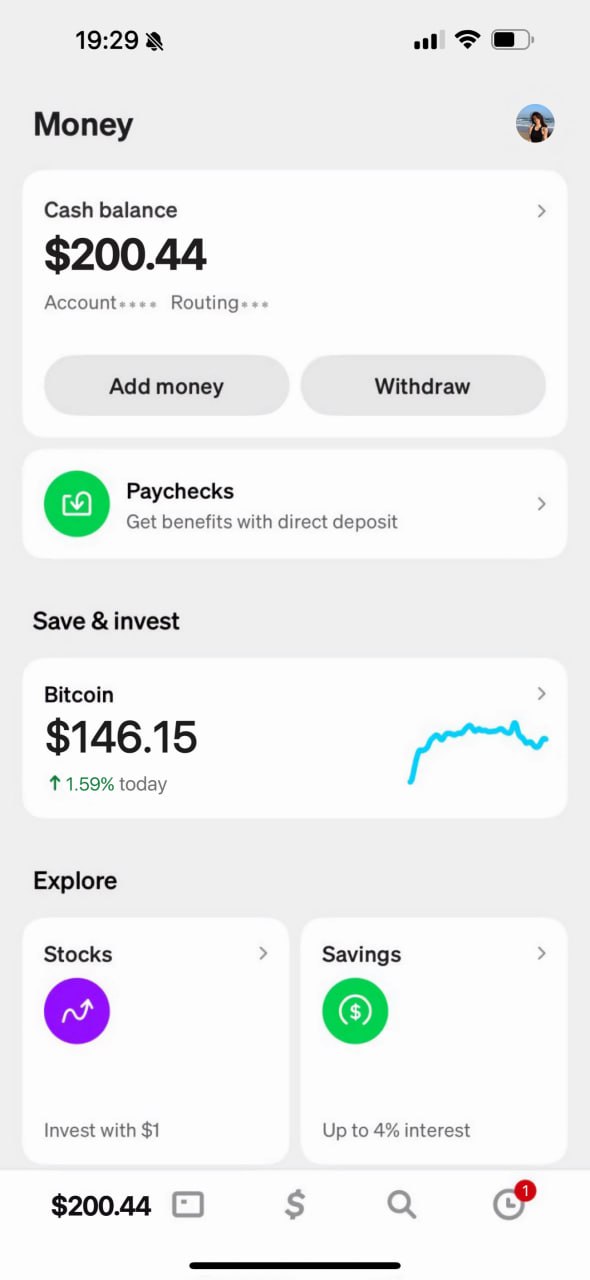 19:29
Money
Cash balance
$200.44
Account**** Routing***
Add money
Withdraw
Paychecks
Get benefits with direct deposit
Save & invest
Bitcoin
$146.15
↑ 1.59% today
Explore
Stocks
Invest with $1
Savings
$
Up to 4% interest
$200.44
$
1